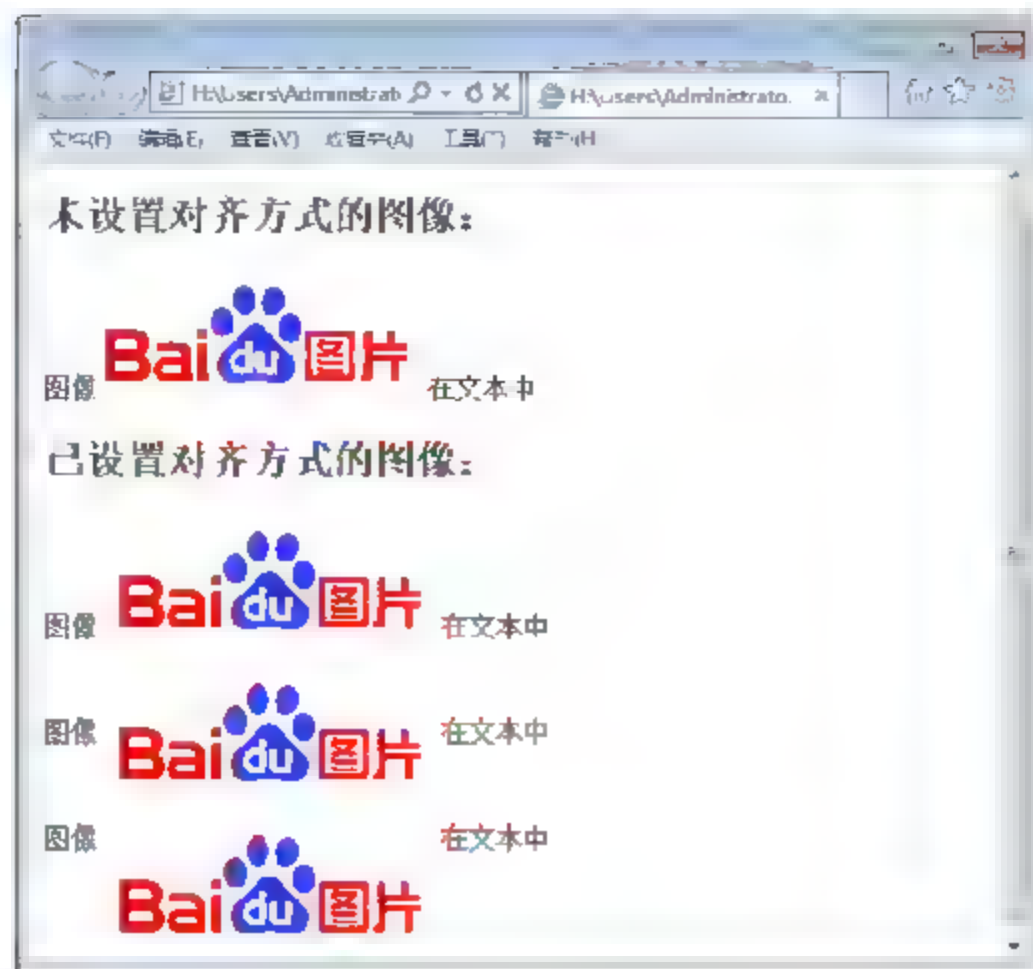 H:\Users\Administrat
H:\Users\Administrato...
文件(F) 编辑(E) 查看(V) 收藏夹(A) 工具(T) 帮助(H)
未设置对齐方式的图像：
图像 Bai du 图片 在文本中
已设置对齐方式的图像：
图像 Bai du 图片 在文本中
图像 Bai du 图片 在文本中
图像 Bai du 图片 在文本中